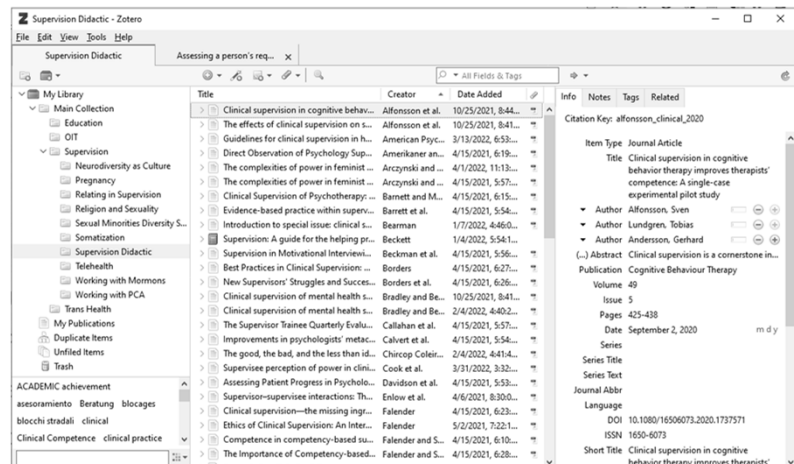 Supervision Didactic - Zotero
File Edit View Tools Help
Supervision Didactic
Assessing a person's req...
All Fields & Tags
My Library
Main Collection
Education
OIT
Supervision
Neurodiversity as Culture
Pregnancy
Relating in Supervision
Religion and Sexuality
Sexual Minorities Diversity S...
Somatization
Supervision Didactic
Telehealth
Working with Mormons
Working with PCA
Trans Health
My Publications
Duplicate Items
Unfiled Items
Trash
ACADEMIC achievement
asesoramiento Beratung blocages
blocchi stradali clinical
Clinical Competence clinical practice
Title Creator Date Added
Clinical supervision in cognitive behav... Alfonsson et al. 10/25/2021, 8:44...
The effects of clinical supervision on s... Alfonsson et al. 10/25/2021, 8:41...
Guidelines for clinical supervision in h... American Psyc... 3/13/2022, 6:53:...
Direct Observation of Psychology Sup... Amerikaner an... 4/15/2021, 6:19:...
The complexities of power in feminist ... Arczynski and ... 4/1/2022, 11:13:...
The complexities of power in feminist ... Arczynski and ... 4/15/2021, 5:57:...
Clinical Supervision of Psychotherapy: ... Barnett and M... 4/15/2021, 6:15:...
Evidence-based practice within superv... Barrett et al. 4/15/2021, 5:54:...
Introduction to special issue: clinical s... Bearman 1/7/2022, 4:46:0...
Supervision: A guide for the helping pr... Beckett 1/4/2022, 5:54:1...
Supervision in Motivational Interviewi... Beckman et al. 4/15/2021, 5:56:...
Best Practices in Clinical Supervision: ... Borders 4/15/2021, 6:27:...
New Supervisors' Struggles and Succes... Borders et al. 4/15/2021, 6:26:...
Clinical supervision of mental health s... Bradley and Be... 10/25/2021, 8:41...
Clinical supervision of mental health s... Bradley and Be... 2/4/2022, 4:40:2...
The Supervisor Trainee Quarterly Evalu... Callahan et al. 4/15/2021, 5:57:...
Improvements in psychologists' metac... Calvert et al. 4/15/2021, 5:54:...
The good, the bad, and the less than id... Chircop Coleir... 2/4/2022, 4:41:4...
Supervisee perception of power in clini... Cook et al. 3/31/2022, 3:32:...
Assessing Patient Progress in Psycholo... Davidson et al. 4/15/2021, 5:53:...
Supervisor–supervisee interactions: Th... Enlow et al. 4/6/2021, 8:30:0...
Clinical supervision—the missing ingr... Falender 4/15/2021, 6:23:...
Ethics of Clinical Supervision: An Inter... Falender 5/2/2021, 7:22:1...
Competence in competency-based su... Falender and S... 4/15/2021, 6:10:...
The Importance of Competency-based... Falender and S... 4/15/2021, 6:28:...
Info Notes Tags Related
Citation Key: alfonsson_clinical_2020
Item Type Journal Article
Title Clinical supervision in cognitive
behavior therapy improves therapists'
competence: A single-case
experimental pilot study
Author Alfonsson, Sven
Author Lundgren, Tobias
Author Andersson, Gerhard
(...) Abstract Clinical supervision is a cornerstone in...
Publication Cognitive Behaviour Therapy
Volume 49
Issue 5
Pages 425-438
Date September 2, 2020 m d y
Series
Series Title
Series Text
Journal Abbr
Language
DOI 10.1080/16506073.2020.1737571
ISSN 1650-6073
Short Title Clinical supervision in cognitive
behavior therapy improves therapists'